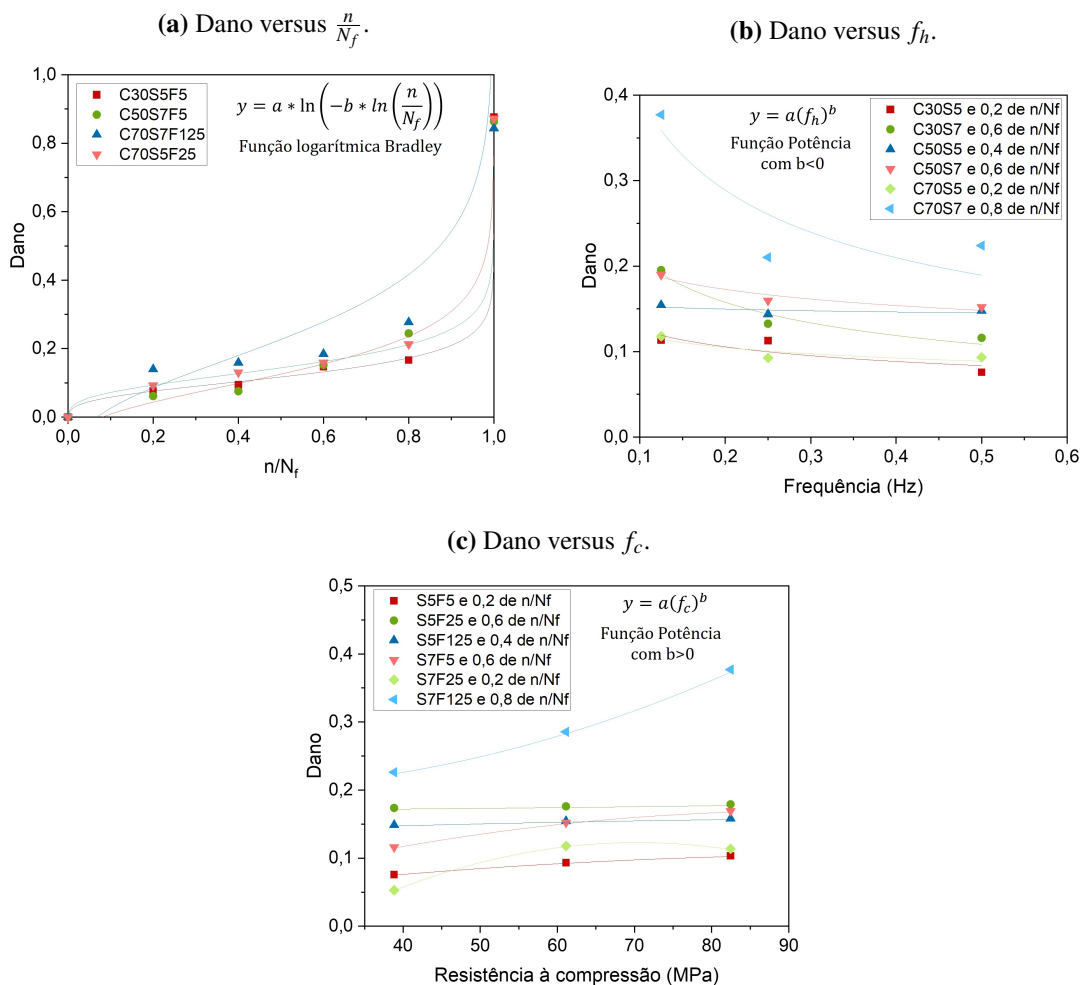 (a) Dano versus n/N_f.
1,0
0,8
0,6
0,4
0,2
0,0
Dano
C30S5F5
C50S7F5
C70S7F125
C70S5F25
y = a * ln(−b * ln(n/N_f))
Função logarítmica Bradley
0,0 0,2 0,4 0,6 0,8 1,0
n/N_f
(b) Dano versus f_h.
0,4
0,3
0,2
0,1
0,0
Dano
y = a(f_h)^b
Função Potência
com b<0
C30S5 e 0,2 de n/Nf
C30S7 e 0,6 de n/Nf
C50S5 e 0,4 de n/Nf
C50S7 e 0,6 de n/Nf
C70S5 e 0,2 de n/Nf
C70S7 e 0,8 de n/Nf
0,1 0,2 0,3 0,4 0,5 0,6
Frequência (Hz)
(c) Dano versus f_c.
0,5
0,4
0,3
0,2
0,1
0,0
Dano
S5F5 e 0,2 de n/Nf
S5F25 e 0,6 de n/Nf
S5F125 e 0,4 de n/Nf
S7F5 e 0,6 de n/Nf
S7F25 e 0,2 de n/Nf
S7F125 e 0,8 de n/Nf
y = a(f_c)^b
Função Potência
com b>0
40 50 60 70 80 90
Resistência à compressão (MPa)